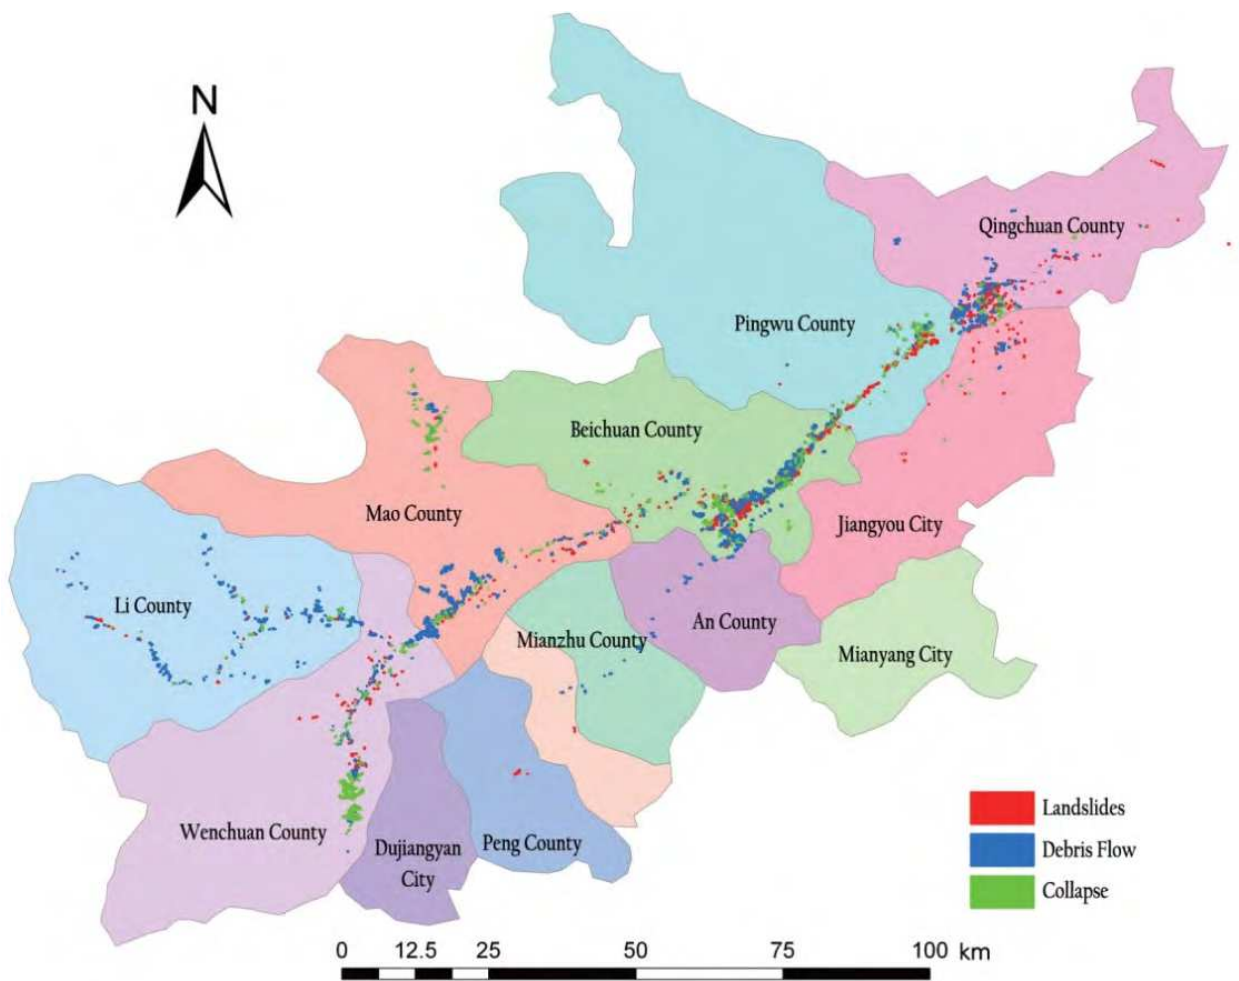 N
Qingchuan County
Pingwu County
Beichuan County
Mao County
Jiangyou City
Li County
Mianzhu County
An County
Mianyang City
Wenchuan County
Dujiangyan
City
Peng County
Landslides
Debris Flow
Collapse
0 12.5 25 50 75 100 km